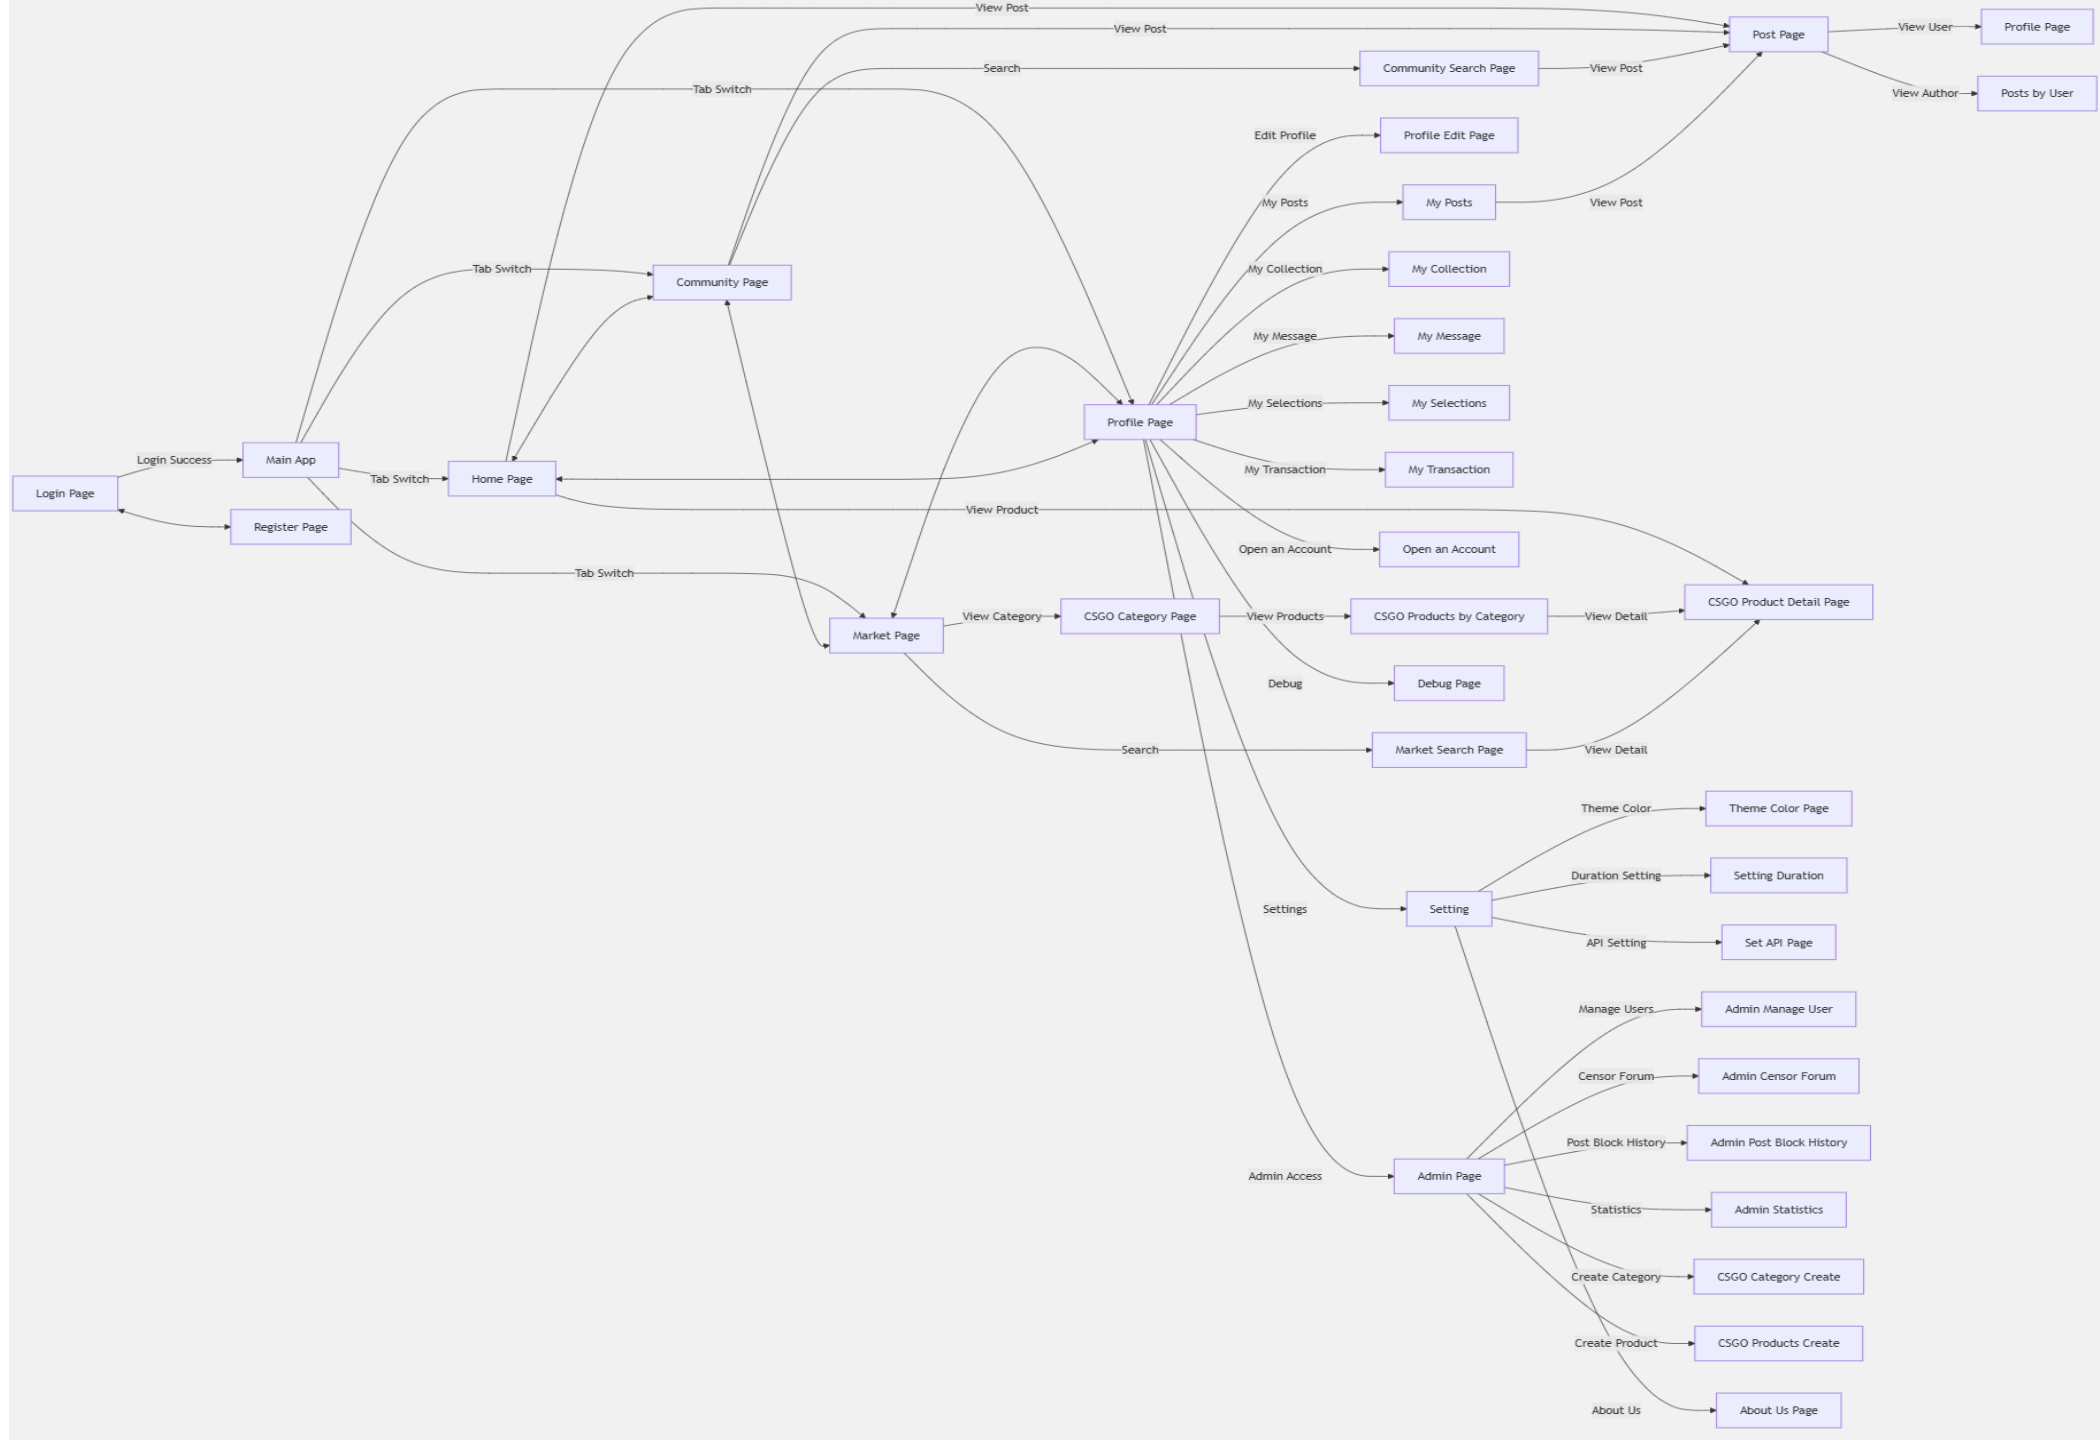 View Post
Post Page
View User
Profile Page
View Post
Search
Community Search Page
View Post
Tab Switch
View Author
Posts by User
Edit Profile
Profile Edit Page
My Posts
My Posts
View Post
Tab Switch
Community Page
My Collection
My Collection
My Message
My Message
My Selections
My Selections
Profile Page
Login Success
Main App
My Transaction
My Transaction
Tab Switch
Home Page
Login Page
View Product
Register Page
Open an Account
Open an Account
Tab Switch
CSGO Product Detail Page
Market Page
View Category
CSGO Category Page
View Products
CSGO Products by Category
View Detail
Debug
Debug Page
Search
Market Search Page
View Detail
Theme Color
Theme Color Page
Duration Setting
Setting Duration
Settings
Setting
API Setting
Set API Page
Manage Users
Admin Manage User
Censor Forum
Admin Censor Forum
Post Block History
Admin Post Block History
Admin Access
Admin Page
Statistics
Admin Statistics
Create Category
CSGO Category Create
Create Product
CSGO Products Create
About Us
About Us Page